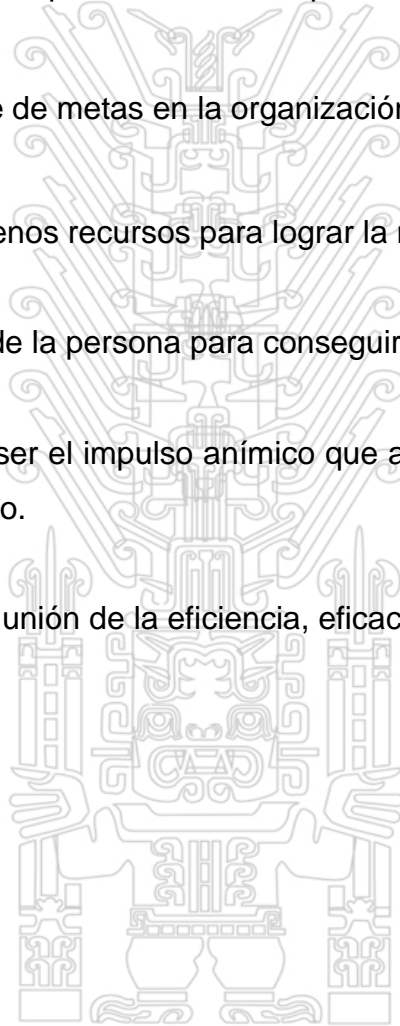 e de metas en la organización
enos recursos para lograr la
de la persona para conseguir
ser el impulso anímico que a
o.
unión de la eficiencia, eficac